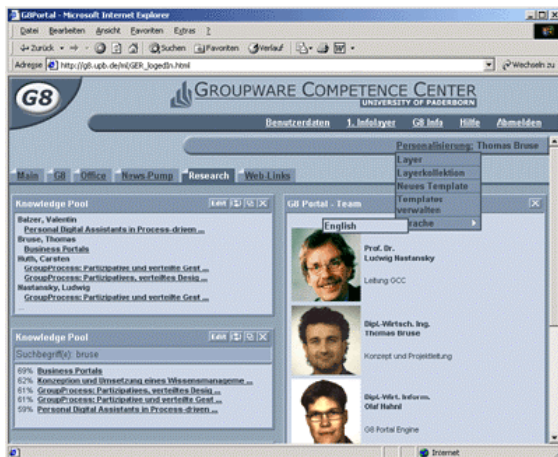 G8Portal - Microsoft Internet Explorer
Datei Bearbeiten Ansicht Favoriten Extras ?
Zurück Suchen Favoriten Verlauf
Adresse http://g8.upb.de/ml/GER_logedIn.html Wechseln zu
G8
GROUPWARE COMPETENCE CENTER
UNIVERSITY OF PADERBORN
Benutzerdaten 1. Infolayer G8 Info Hilfe Abmelden
Personalisierung: Thomas Bruse
Layer
Layerkollektion
Neues Template
Templates
verwalten
English
rache
Main G8 Office News-Pump Research Web-Links
Knowledge Pool Edit
Balzer, Valentin
Personal Digital Assistants in Process-driven ...
Bruse, Thomas
Business Portals
Huth, Carsten
GroupProcess: Partizipative und verteilte Gest ...
GroupProcess: Partizipatives, verteiltes Desig ...
Nastansky, Ludwig
GroupProcess: Partizipative und verteilte Gest ...
...
Knowledge Pool Edit
Suchbegriff(e): bruse
69% Business Portals
62% Konzeption und Umsetzung eines Wissensmanageme ...
61% GroupProcess: Partizipatives, verteiltes Desig ...
61% GroupProcess: Partizipative und verteilte Gest ...
59% Personal Digital Assistants in Process-driven ...
G8 Portal - Team
Prof. Dr.
Ludwig Nastansky
Leitung GCC
Dipl.-Wirtsch. Ing.
Thomas Bruse
Konzept und Projektleitung
Dipl.-Wirt. Inform.
Olaf Hahnl
G8 Portal Engine
Internet